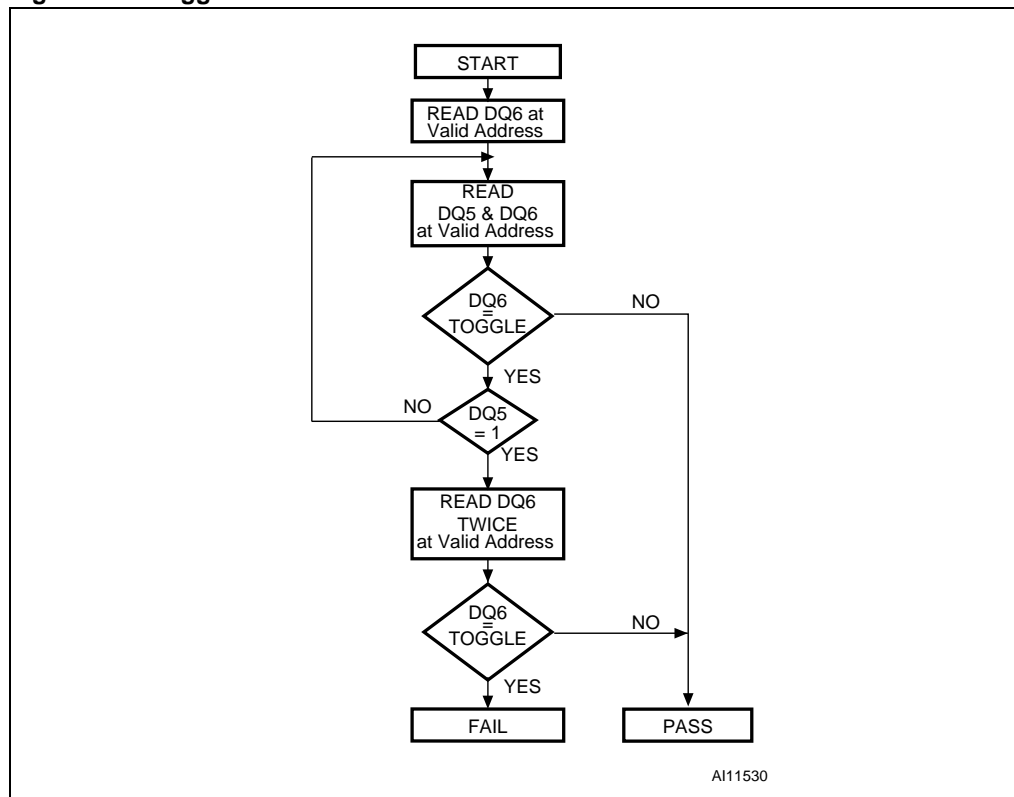 START
READ DQ6 at
Valid Address
READ
DQ5 & DQ6
at Valid Address
DQ6
=
TOGGLE
NO
YES
NO
DQ5
= 1
YES
READ DQ6
TWICE
at Valid Address
DQ6
=
TOGGLE
NO
YES
FAIL
PASS
AI11530